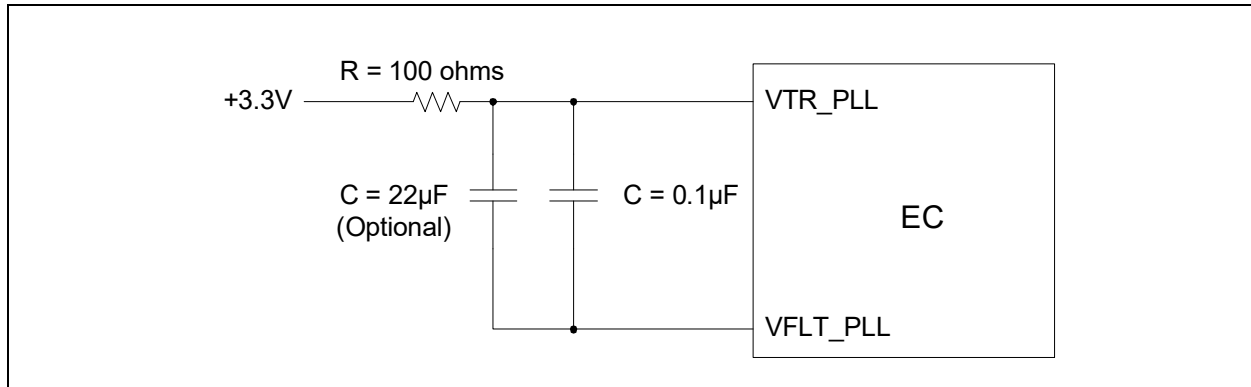 R = 100 ohms
+3.3V
VTR_PLL
C = 22µF
(Optional)
C = 0.1µF
EC
VFLT_PLL